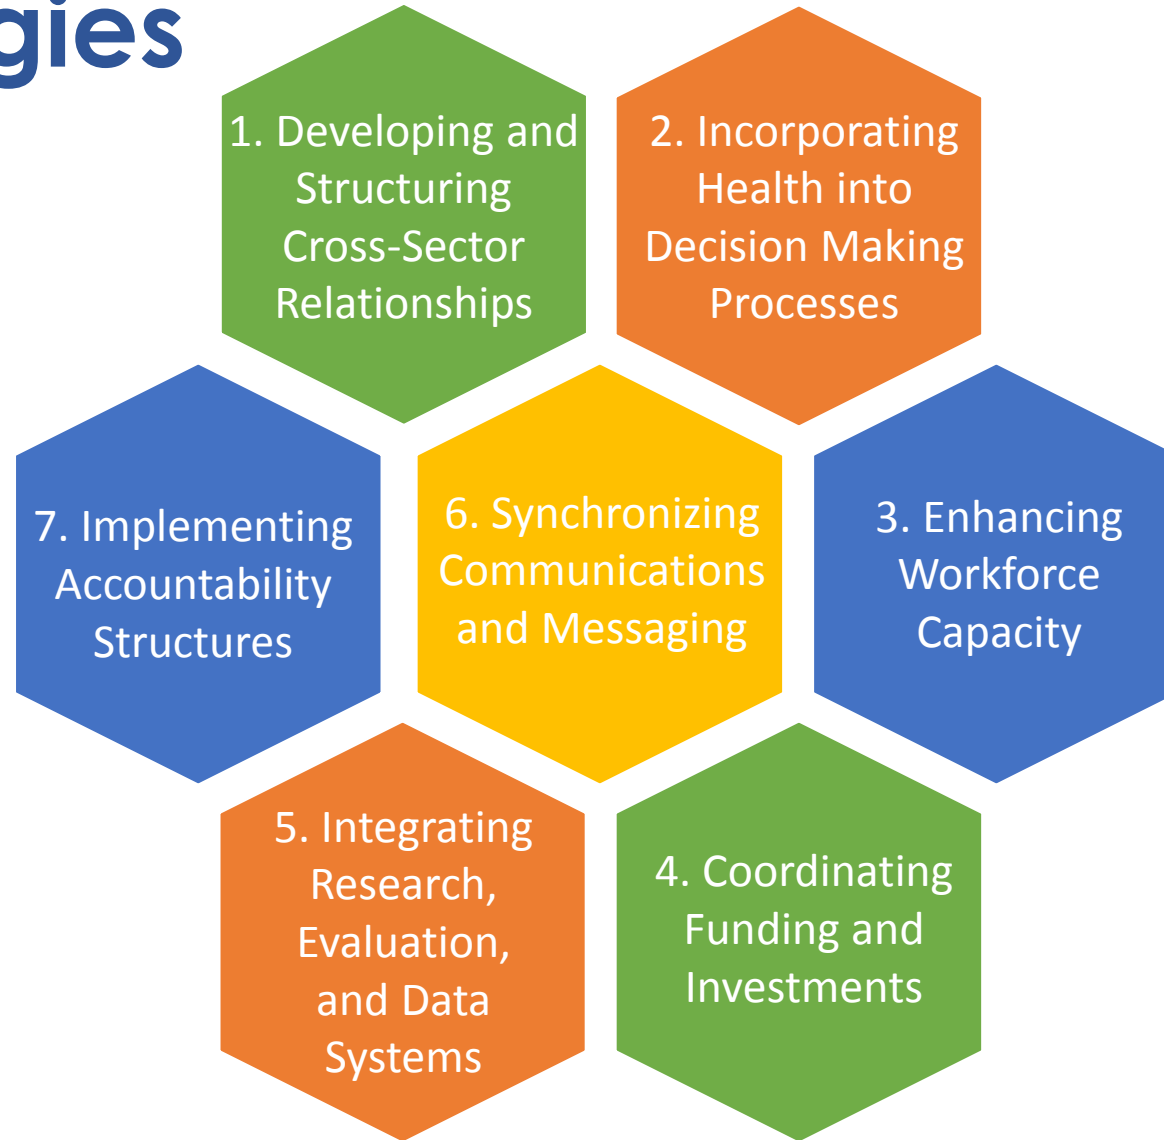 gies
1. Developing and
Structuring
Cross-Sector
Relationships
2. Incorporating
Health into
Decision Making
Processes
7. Implementing
Accountability
Structures
6. Synchronizing
Communications
and Messaging
3. Enhancing
Workforce
Capacity
5. Integrating
Research,
Evaluation,
and Data
Systems
4. Coordinating
Funding and
Investments